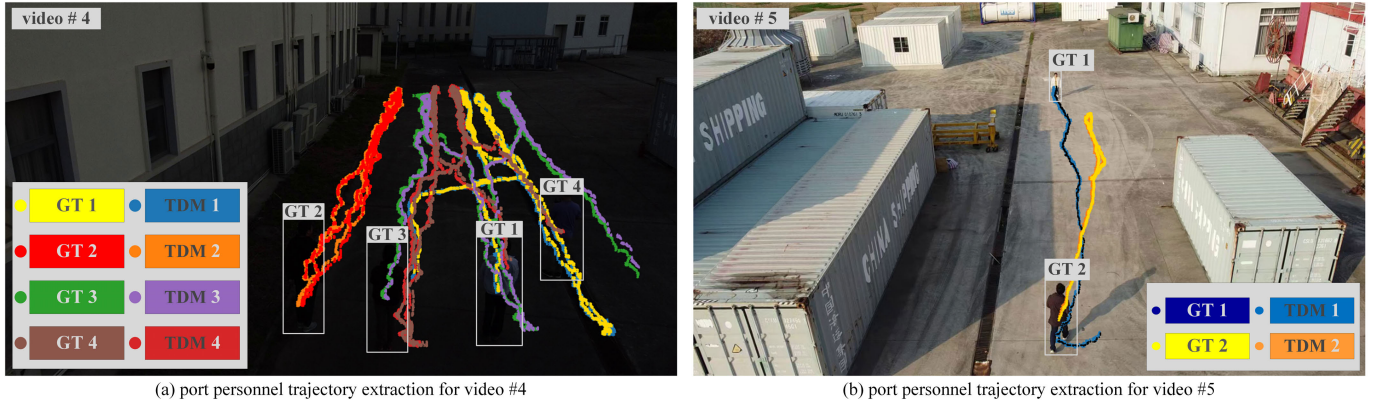 video # 4
GT 2
GT 3
GT 1
GT 4
GT 1 TDM 1
GT 2 TDM 2
GT 3 TDM 3
GT 4 TDM 4
(a) port personnel trajectory extraction for video #4
video # 5
GT 1
SHIPPING
CHINA SHIPPING
GT 2
GT 1 TDM 1
GT 2 TDM 2
(b) port personnel trajectory extraction for video #5